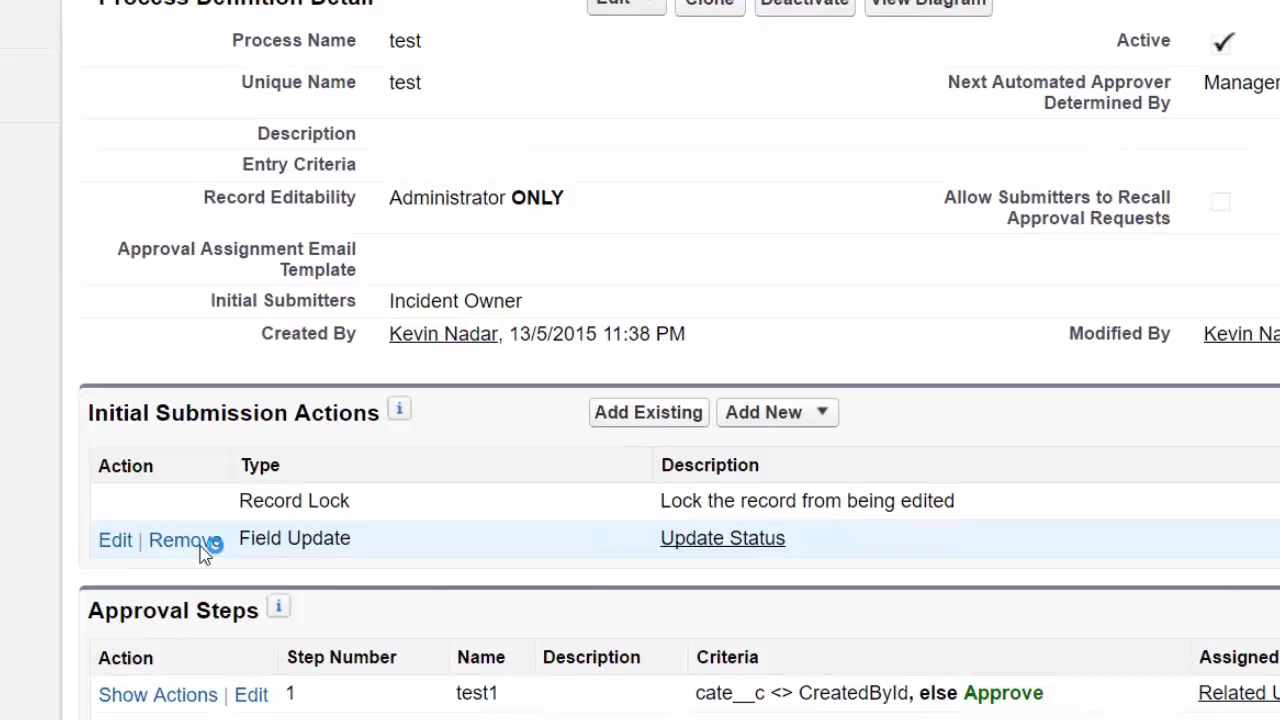 Process Definition Detail
Edit Clone Deactivate View Diagram
Process Name test Active
Unique Name test Next Automated Approver Determined By Manager
Description
Entry Criteria
Record Editability Administrator ONLY Allow Submitters to Recall Approval Requests
Approval Assignment Email Template
Initial Submitters Incident Owner
Created By Kevin Nadar, 13/5/2015 11:38 PM Modified By Kevin Na
Initial Submission Actions i Add Existing Add New
Action Type Description
Record Lock Lock the record from being edited
Edit | Remove Field Update Update Status
Approval Steps i
Action Step Number Name Description Criteria Assigned
Show Actions | Edit 1 test1 cate__c <> CreatedById, else Approve Related U